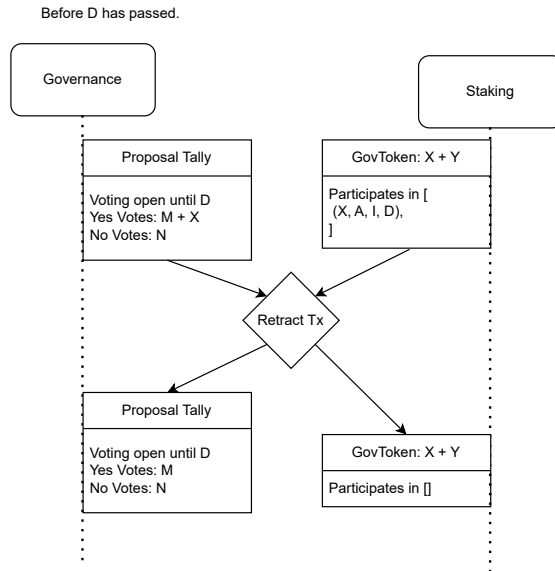 Before D has passed.
Governance
Staking
Proposal Tally
Voting open until D
Yes Votes: M + X
No Votes: N
GovToken: X + Y
Participates in [
(X, A, I, D),
]
Retract Tx
Proposal Tally
Voting open until D
Yes Votes: M
No Votes: N
GovToken: X + Y
Participates in []